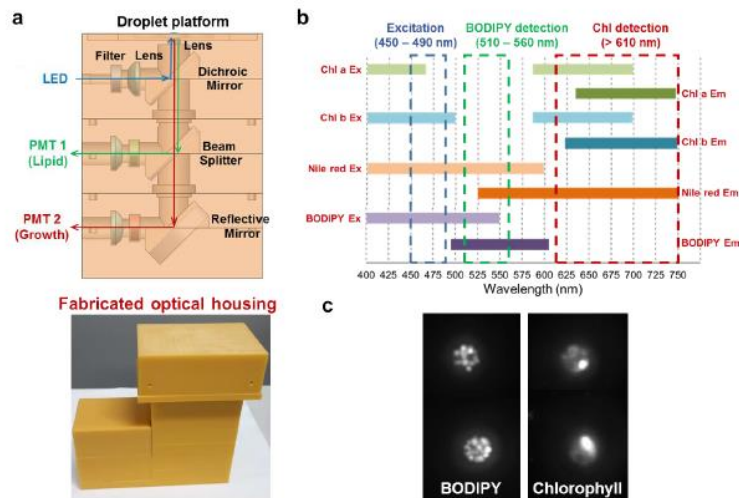 a
Droplet platform
Lens
Filter Lens
LED
Dichroic
Mirror
PMT 1
(Lipid)
Beam
Splitter
PMT 2
(Growth)
Reflective
Mirror
Fabricated optical housing
b
Excitation
(450 – 490 nm)
BODIPY detection
(510 – 560 nm)
Chl detection
(> 610 nm)
Chl a Ex
Chl a Em
Chl b Ex
Chl b Em
Nile red Ex
Nile red Em
BODIPY Ex
BODIPY Em
400 425 450 475 500 525 550 575 600 625 650 675 700 725 750
Wavelength (nm)
c
BODIPY
Chlorophyll